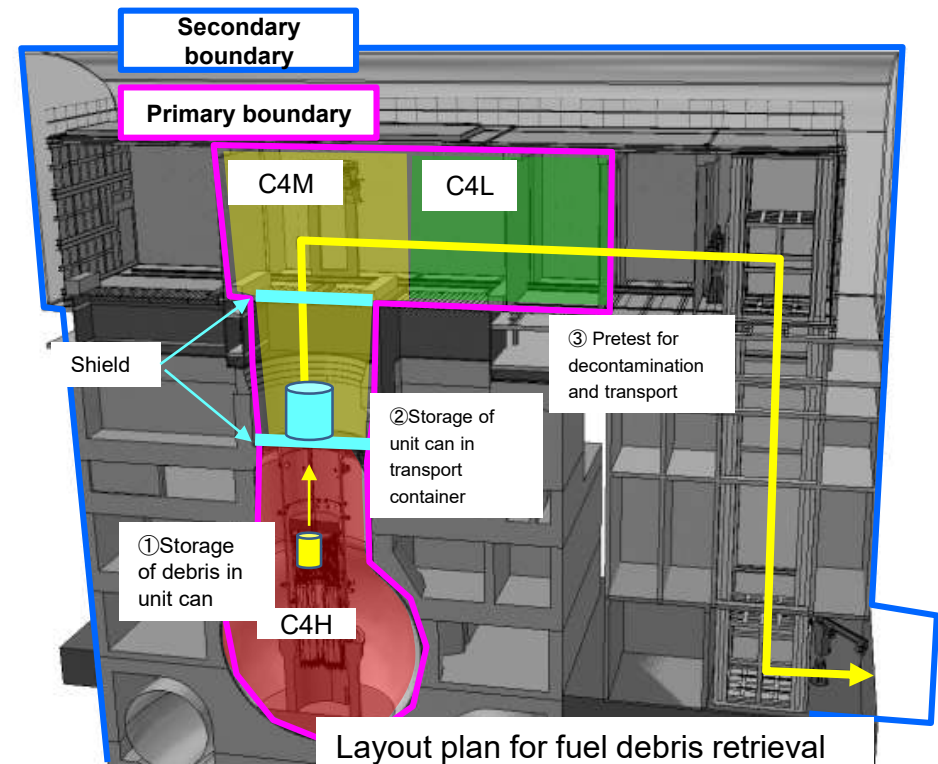 Secondary
boundary
Primary boundary
C4M
C4L
Shield
③ Pretest for
decontamination
and transport
②Storage of
unit can in
transport
container
①Storage
of debris in
unit can
C4H
Layout plan for fuel debris retrieval